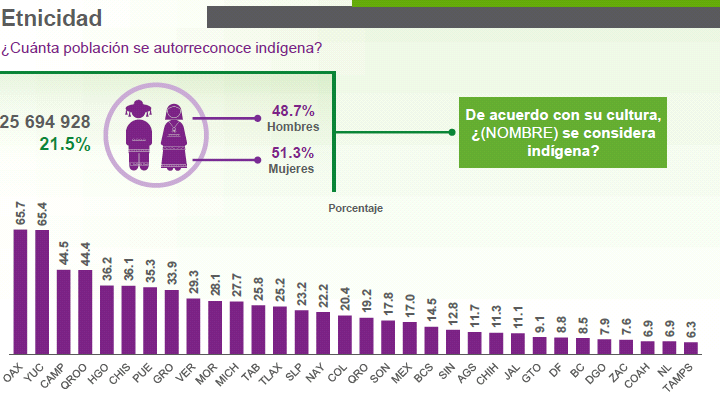 Etnicidad
¿Cuánta población se autorreconoce indígena?
25 694 928
21.5%
48.7%
Hombres
51.3%
Mujeres
De acuerdo con su cultura,
¿(NOMBRE) se considera
indígena?
Porcentaje
65.7 65.4 44.5 44.4 36.2 36.1 35.3 33.9 29.3 28.1 27.7 25.8 25.2 23.2 22.2 20.4 19.2 17.8 17.0 14.5 12.8 11.7 11.3 11.1 9.1 8.8 8.5 7.9 7.6 6.9 6.9 6.3
OAX YUC CAMP QROO HGO CHIS PUE GRO VER MOR MICH TAB TLAX SLP NAY COL QRO SON MEX BCS SIN AGS CHIH JAL GTO DF BC DGO ZAC COAH NL TAMPS